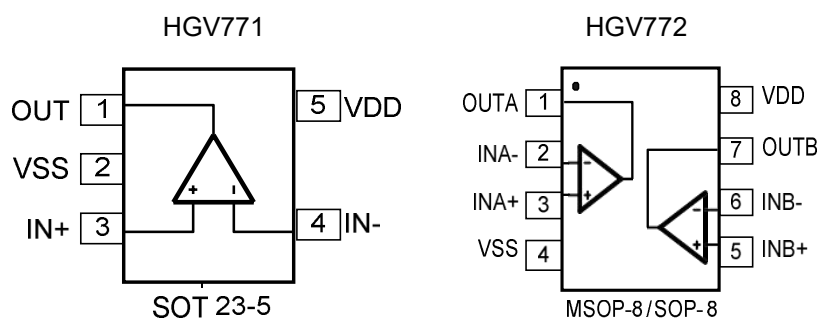 HGV771
OUT 1
5 VDD
VSS 2
IN+ 3
4 IN-
+ -
SOT 23-5
HGV772
OUTA 1
8 VDD
INA- 2
-
7 OUTB
INA+ 3
+
6 INB-
-
VSS 4
5 INB+
+
MSOP-8/SOP-8